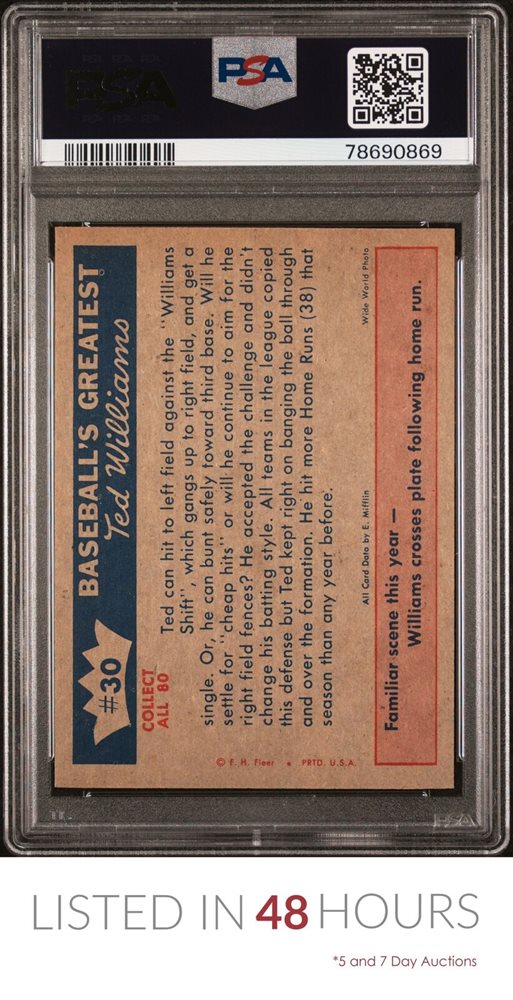 PSA
PSA
78690869
#30
BASEBALL'S GREATEST
Ted Williams
COLLECT
ALL 80
Ted can hit to left field against the "Williams
Shift", which gangs up to right field, and get a
single. Or, he can bunt safely toward third base. Will he
settle for "cheap hits" or will he continue to aim for the
right field fences? He accepted the challenge and didn't
change his batting style. All teams in the league copied
this defense but Ted kept right on banging the ball through
and over the formation. He hit more Home Runs (38) that
season than any year before.
All Card Data by E. Mifflin
Wide World Photo
Familiar scene this year —
Williams crosses plate following home run.
© F. H. Fleer • PRTD. U.S.A.
PSA
LISTED IN 48 HOURS
*5 and 7 Day Auctions